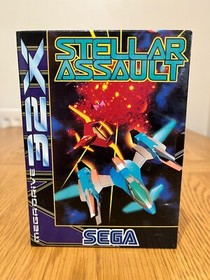 STELLAR
ASSAULT
MEGADRIVE 32X
SEGA